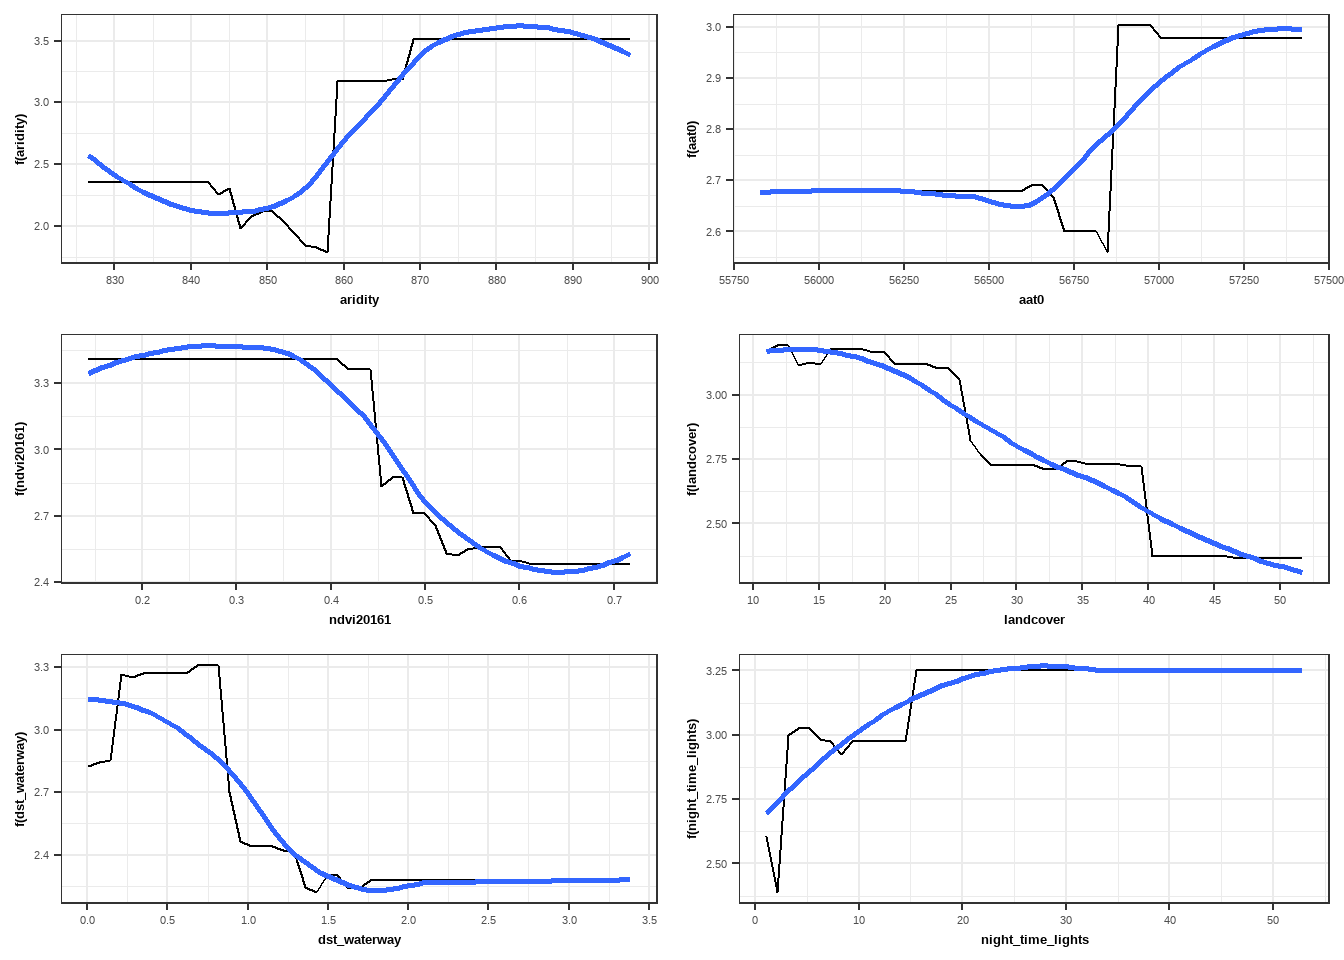 3.5
3.0
2.5
2.0
f(aridity)
830 840 850 860 870 880 890 900
aridity
3.0
2.9
2.8
2.7
2.6
f(aat0)
55750 56000 56250 56500 56750 57000 57250 57500
aat0
3.3
3.0
2.7
2.4
f(ndvi20161)
0.2 0.3 0.4 0.5 0.6 0.7
ndvi20161
3.00
2.75
2.50
f(landcover)
10 15 20 25 30 35 40 45 50
landcover
3.3
3.0
2.7
2.4
f(dst_waterway)
0.0 0.5 1.0 1.5 2.0 2.5 3.0 3.5
dst_waterway
3.25
3.00
2.75
2.50
f(night_time_lights)
0 10 20 30 40 50
night_time_lights